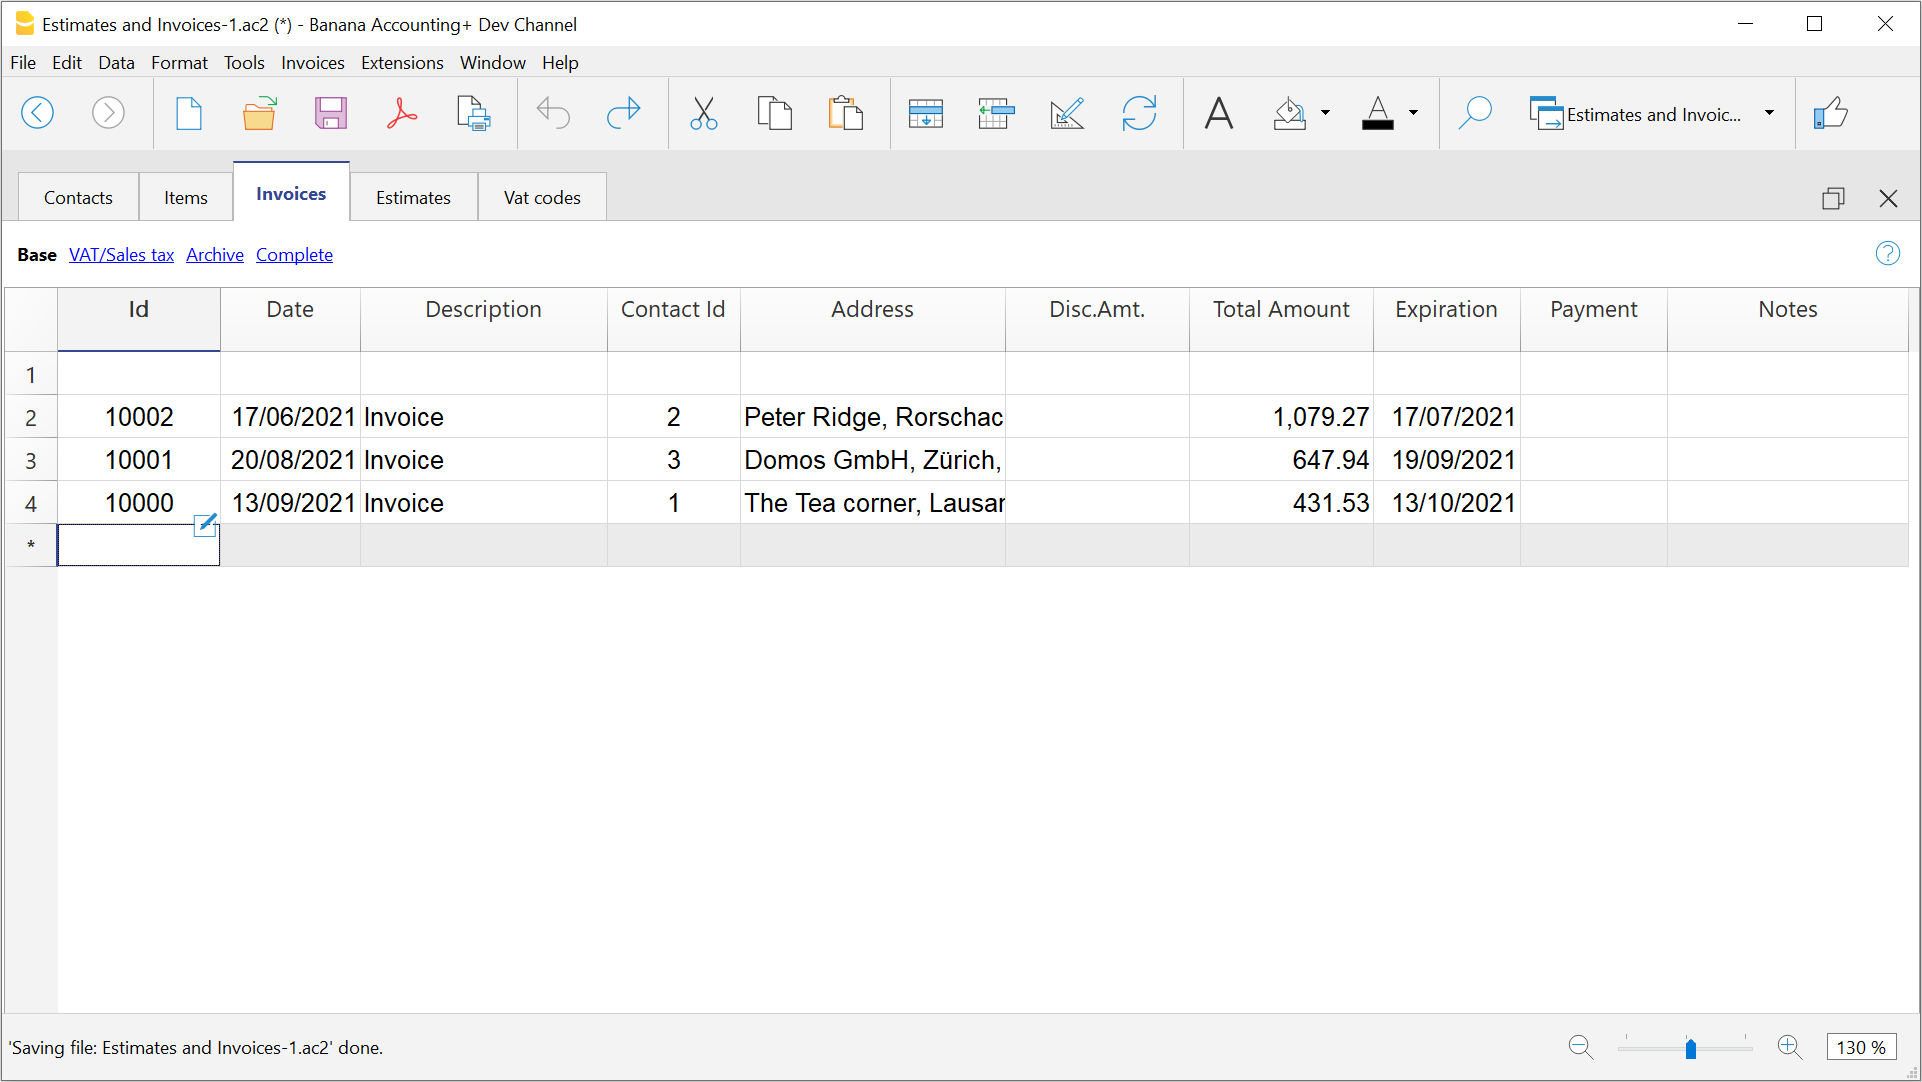 Estimates and Invoices-1.ac2 (*) - Banana Accounting+ Dev Channel
File Edit Data Format Tools Invoices Extensions Window Help
Estimates and Invoic...
Contacts Items Invoices Estimates Vat codes
Base VAT/Sales tax Archive Complete
Id Date Description Contact Id Address Disc.Amt. Total Amount Expiration Payment Notes
1
2 10002 17/06/2021 Invoice 2 Peter Ridge, Rorschac 1,079.27 17/07/2021
3 10001 20/08/2021 Invoice 3 Domos GmbH, Zürich, 647.94 19/09/2021
4 10000 13/09/2021 Invoice 1 The Tea corner, Lausar 431.53 13/10/2021
*
'Saving file: Estimates and Invoices-1.ac2' done.
130 %